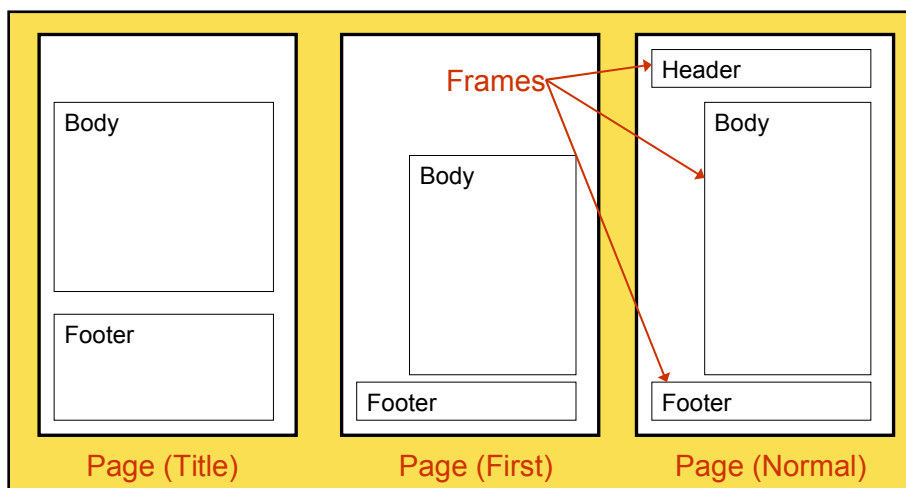 Body
Footer
Page (Title)
Frames
Body
Footer
Page (First)
Header
Body
Footer
Page (Normal)